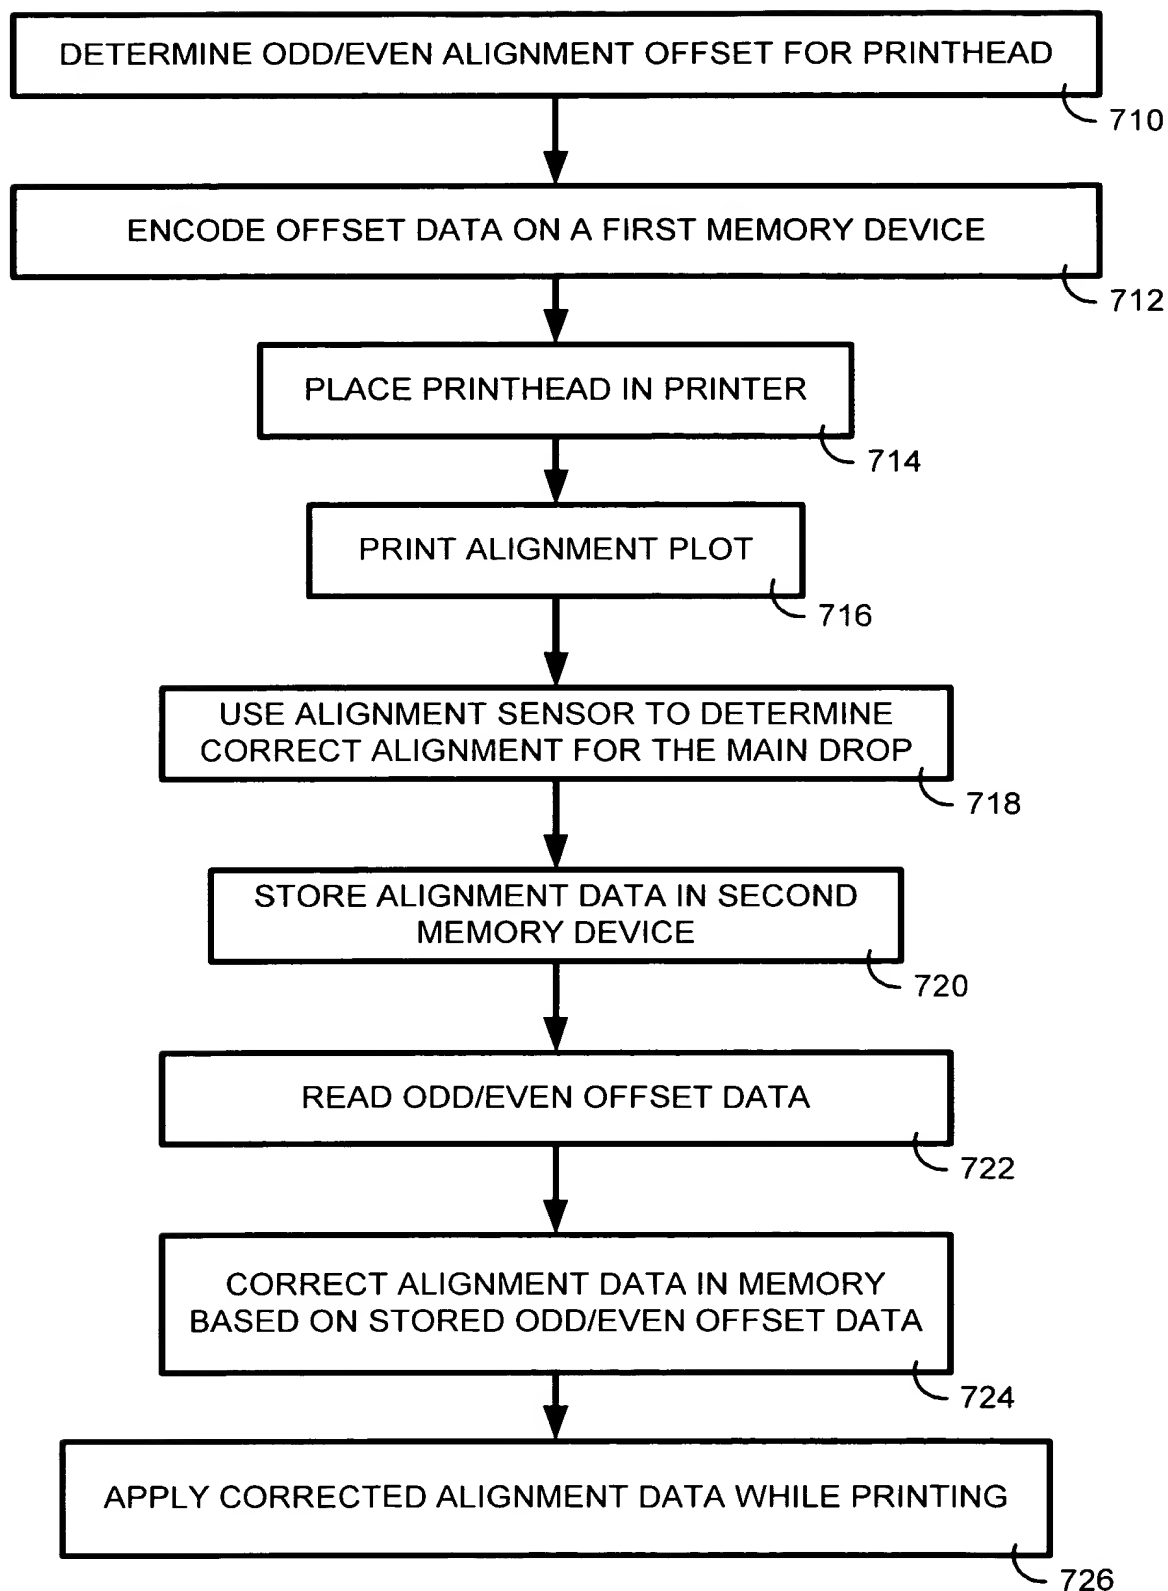 DETERMINE ODD/EVEN ALIGNMENT OFFSET FOR PRINTHEAD
710
ENCODE OFFSET DATA ON A FIRST MEMORY DEVICE
712
PLACE PRINTHEAD IN PRINTER
714
PRINT ALIGNMENT PLOT
716
USE ALIGNMENT SENSOR TO DETERMINE
CORRECT ALIGNMENT FOR THE MAIN DROP
718
STORE ALIGNMENT DATA IN SECOND
MEMORY DEVICE
720
READ ODD/EVEN OFFSET DATA
722
CORRECT ALIGNMENT DATA IN MEMORY
BASED ON STORED ODD/EVEN OFFSET DATA
724
APPLY CORRECTED ALIGNMENT DATA WHILE PRINTING
726